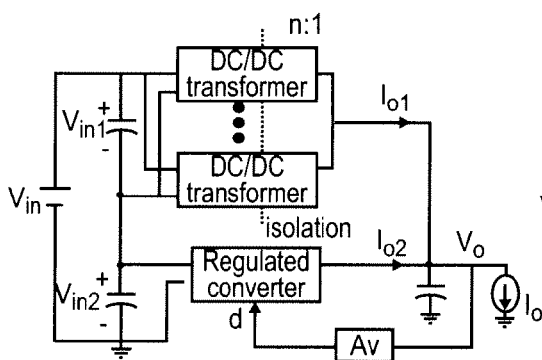 n:1
DC/DC
transformer
I_o1
+
V_in1
-
DC/DC
transformer
V_in
isolation
I_o2
V_o
+
Regulated
converter
V_in2
-
d
Av
I_o